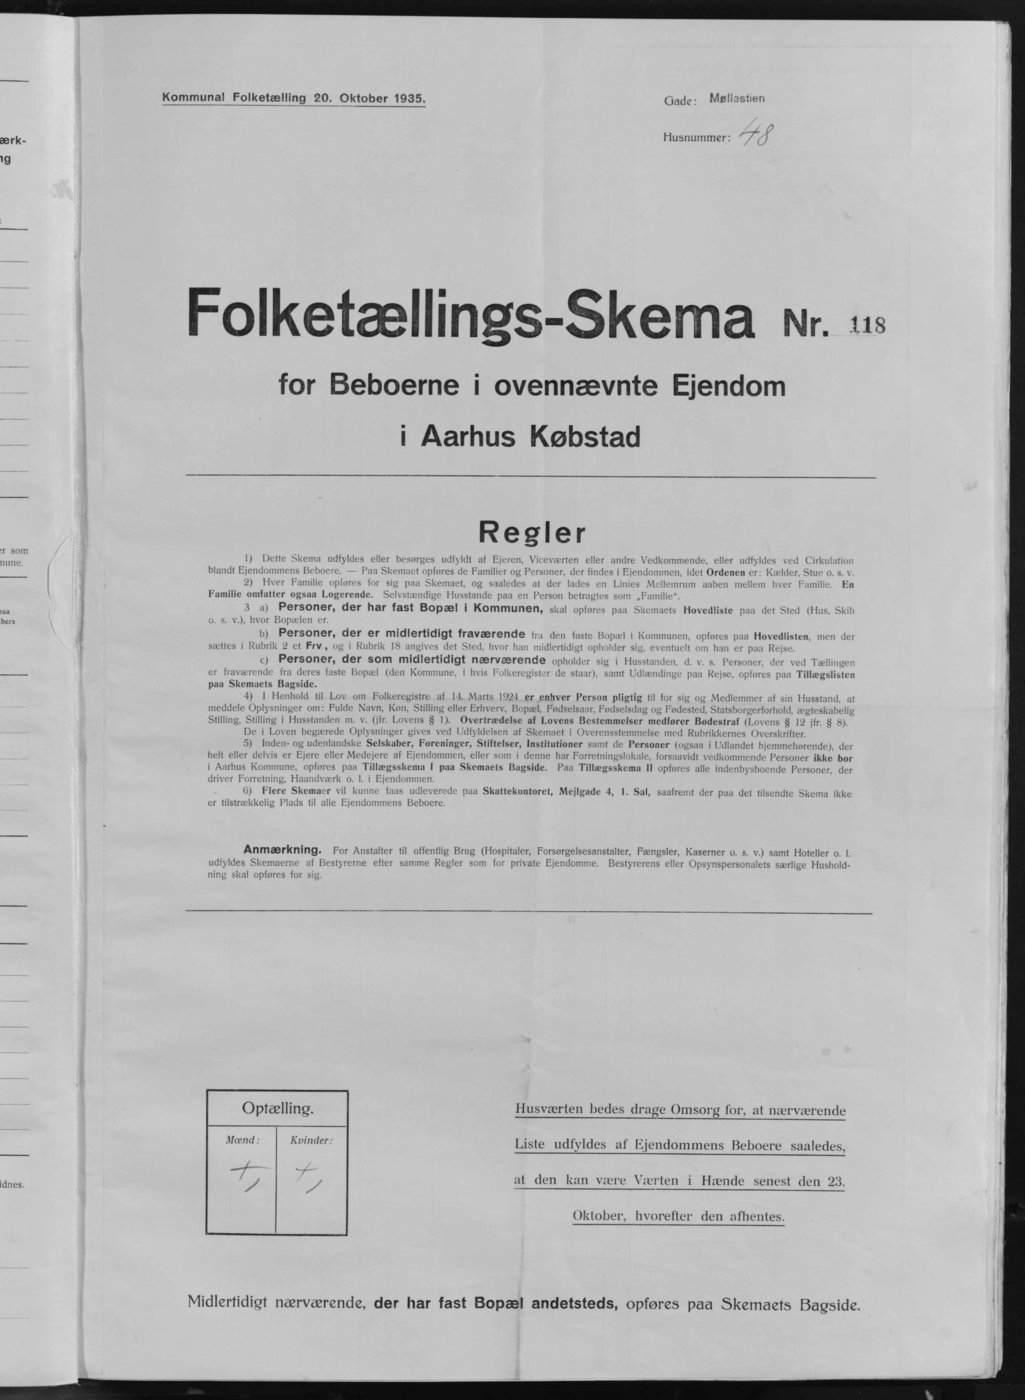 Kommunal Folketælling 20. Oktober 1935.
Gade: Møllestien
Husnummer: 48
Folketællings-Skema Nr. 118
for Beboerne i ovennævnte Ejendom
i Aarhus Købstad
Regler
1) Dette Skema udfyldes eller besørges udfyldt af Ejeren, Viceværten eller andre Vedkommende, eller udfyldes ved Cirkulation
blandt Ejendommens Beboere. — Paa Skemaet opføres de Familier og Personer, der findes i Ejendommen, idet Ordenen er: Kælder, Stue o. s. v.
2) Hver Familie opføres for sig paa Skemaet, og saaledes at der lades en Linies Mellemrum aaben mellem hver Familie. En
Familie omfatter ogsaa Logerende. Selvstændige Husstande paa en Person betragtes som „Familie“.
3 a) Personer, der har fast Bopæl i Kommunen, skal opføres paa Skemaets Hovedliste paa det Sted (Hus, Skib
o. s. v.), hvor Bopælen er.
b) Personer, der er midlertidigt fraværende fra den faste Bopæl i Kommunen, opføres paa Hovedlisten, men der
sættes i Rubrik 2 et Frv, og i Rubrik 18 angives det Sted, hvor han midlertidigt opholder sig, eventuelt om han er paa Rejse.
c) Personer, der som midlertidigt nærværende opholder sig i Husstanden, d. v. s. Personer, der ved Tællingen
er fraværende fra deres faste Bopæl (den Kommune, i hvis Folkeregister de staar), samt Udlændinge paa Rejse, opføres paa Tillægslisten
paa Skemaets Bagside.
4) I Henhold til Lov om Folkeregistre af 14. Marts 1924 er enhver Person pligtig til for sig og Medlemmer af sin Husstand, at
meddele Oplysninger om: Fulde Navn, Køn, Stilling eller Erhverv, Bopæl, Fødselsaar, Fødselsdag og Fødested, Statsborgerforhold, ægteskabelig
Stilling, Stilling i Husstanden m. v. (jfr. Lovens § 1). Overtrædelse af Lovens Bestemmelser medfører Bødestraf (Lovens § 12 jfr. § 8).
De i Loven begærede Oplysninger gives ved Udfyldelsen af Skemaet i Overensstemmelse med Rubrikkernes Overskrifter.
5) Inden- og udenlandske Selskaber, Foreninger, Stiftelser, Institutioner samt de Personer (ogsaa i Udlandet hjemmehørende), der
helt eller delvis er Ejere eller Medejere af Ejendommen, eller som i denne har Forretningslokale, forsaavidt vedkommende Personer ikke bor
i Aarhus Kommune, opføres paa Tillægsskema I paa Skemaets Bagside. Paa Tillægsskema II opføres alle indenbysboende Personer, der
driver Forretning, Haandværk o. l. i Ejendommen.
6) Flere Skemaer vil kunne faas udleverede paa Skattekontoret, Mejlgade 4, 1. Sal, saafremt der paa det tilsendte Skema ikke
er tilstrækkelig Plads til alle Ejendommens Beboere.
Anmærkning. For Anstalter til offentlig Brug (Hospitaler, Forsørgelsesanstalter, Fængsler, Kaserner o. s. v.) samt Hoteller o. l.
udfyldes Skemaerne af Bestyrerne efter samme Regler som for private Ejendomme. Bestyrerens eller Opsynspersonalets særlige Hushold-
ning skal opføres for sig.
Optælling.
Mænd: Kvinder:
Husværten bedes drage Omsorg for, at nærværende
Liste udfyldes af Ejendommens Beboere saaledes,
at den kan være Værten i Hænde senest den 23.
Oktober, hvorefter den afhentes.
Midlertidigt nærværende, der har fast Bopæl andetsteds, opføres paa Skemaets Bagside.